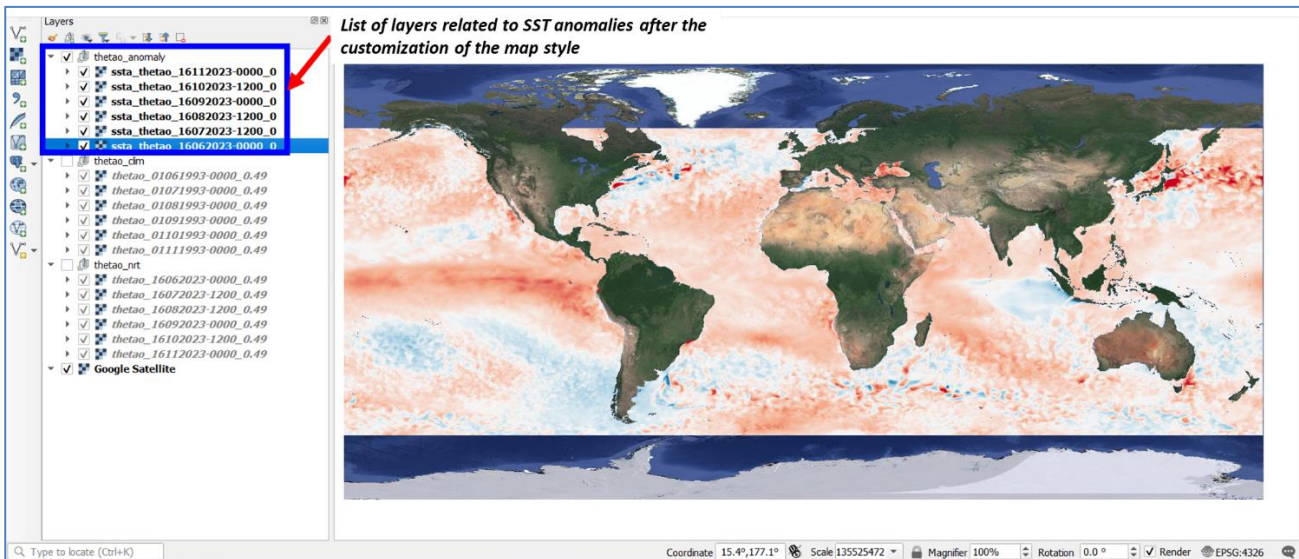 Layers
List of layers related to SST anomalies after the
customization of the map style
thetao_anomaly
ssta_thetao_16112023-0000_0
ssta_thetao_16102023-1200_0
ssta_thetao_16092023-0000_0
ssta_thetao_16082023-1200_0
ssta_thetao_16072023-1200_0
ssta_thetao_16062023-0000_0
thetao_clim
thetao_01061993-0000_0.49
thetao_01071993-0000_0.49
thetao_01081993-0000_0.49
thetao_01091993-0000_0.49
thetao_01101993-0000_0.49
thetao_01111993-0000_0.49
thetao_nrt
thetao_16062023-0000_0.49
thetao_16072023-1200_0.49
thetao_16082023-1200_0.49
thetao_16092023-0000_0.49
thetao_16102023-1200_0.49
thetao_16112023-0000_0.49
Google Satellite
Type to locate (Ctrl+K) Coordinate 15.4°,177.1° Scale 135525472 Magnifier 100% Rotation 0.0 ° Render EPSG:4326